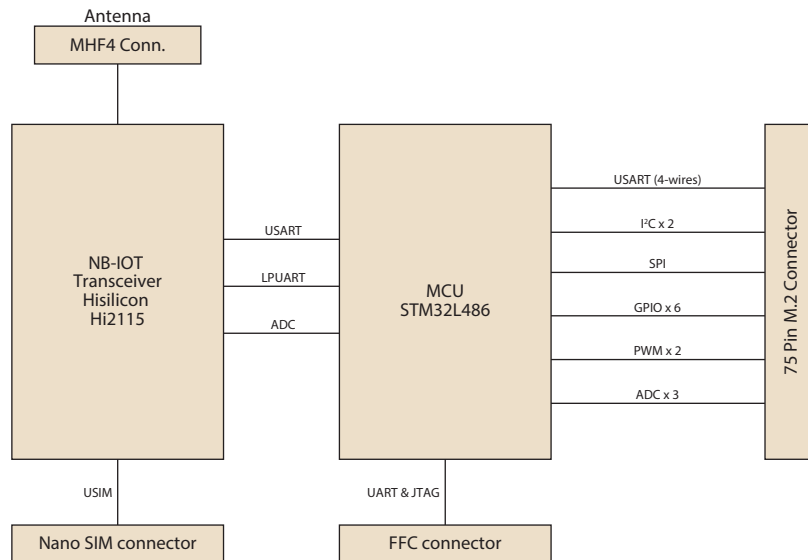 Antenna
MHF4 Conn.
NB-IOT
Transceiver
Hisilicon
Hi2115
USART
LPUART
ADC
MCU
STM32L486
USART (4-wires)
I²C x 2
SPI
GPIO x 6
PWM x 2
ADC x 3
75 Pin M.2 Connector
USIM
UART & JTAG
Nano SIM connector
FFC connector